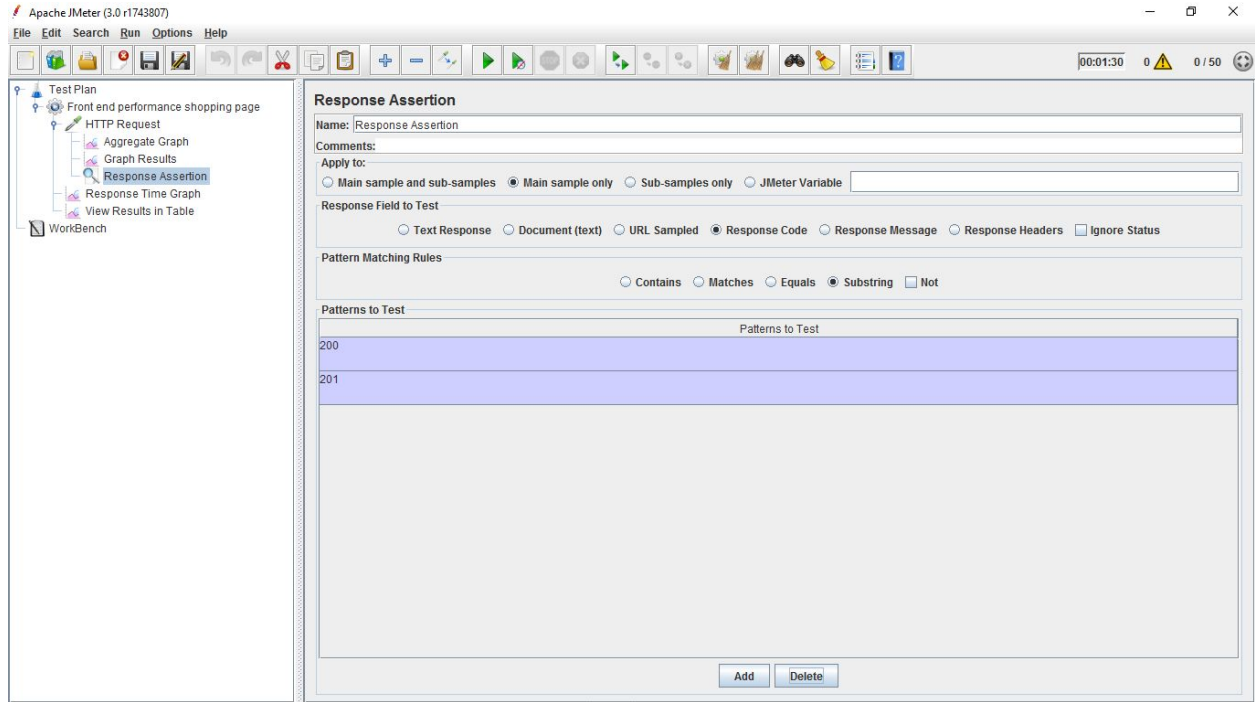 Apache JMeter (3.0 r1743807)
File Edit Search Run Options Help
00:01:30 0 0 / 50
Test Plan
Front end performance shopping page
HTTP Request
Aggregate Graph
Graph Results
Response Assertion
Response Time Graph
View Results in Table
WorkBench
Response Assertion
Name: Response Assertion
Comments:
Apply to:
Main sample and sub-samples Main sample only Sub-samples only JMeter Variable
Response Field to Test
Text Response Document (text) URL Sampled Response Code Response Message Response Headers Ignore Status
Pattern Matching Rules
Contains Matches Equals Substring Not
Patterns to Test
Patterns to Test
200
201
Add Delete